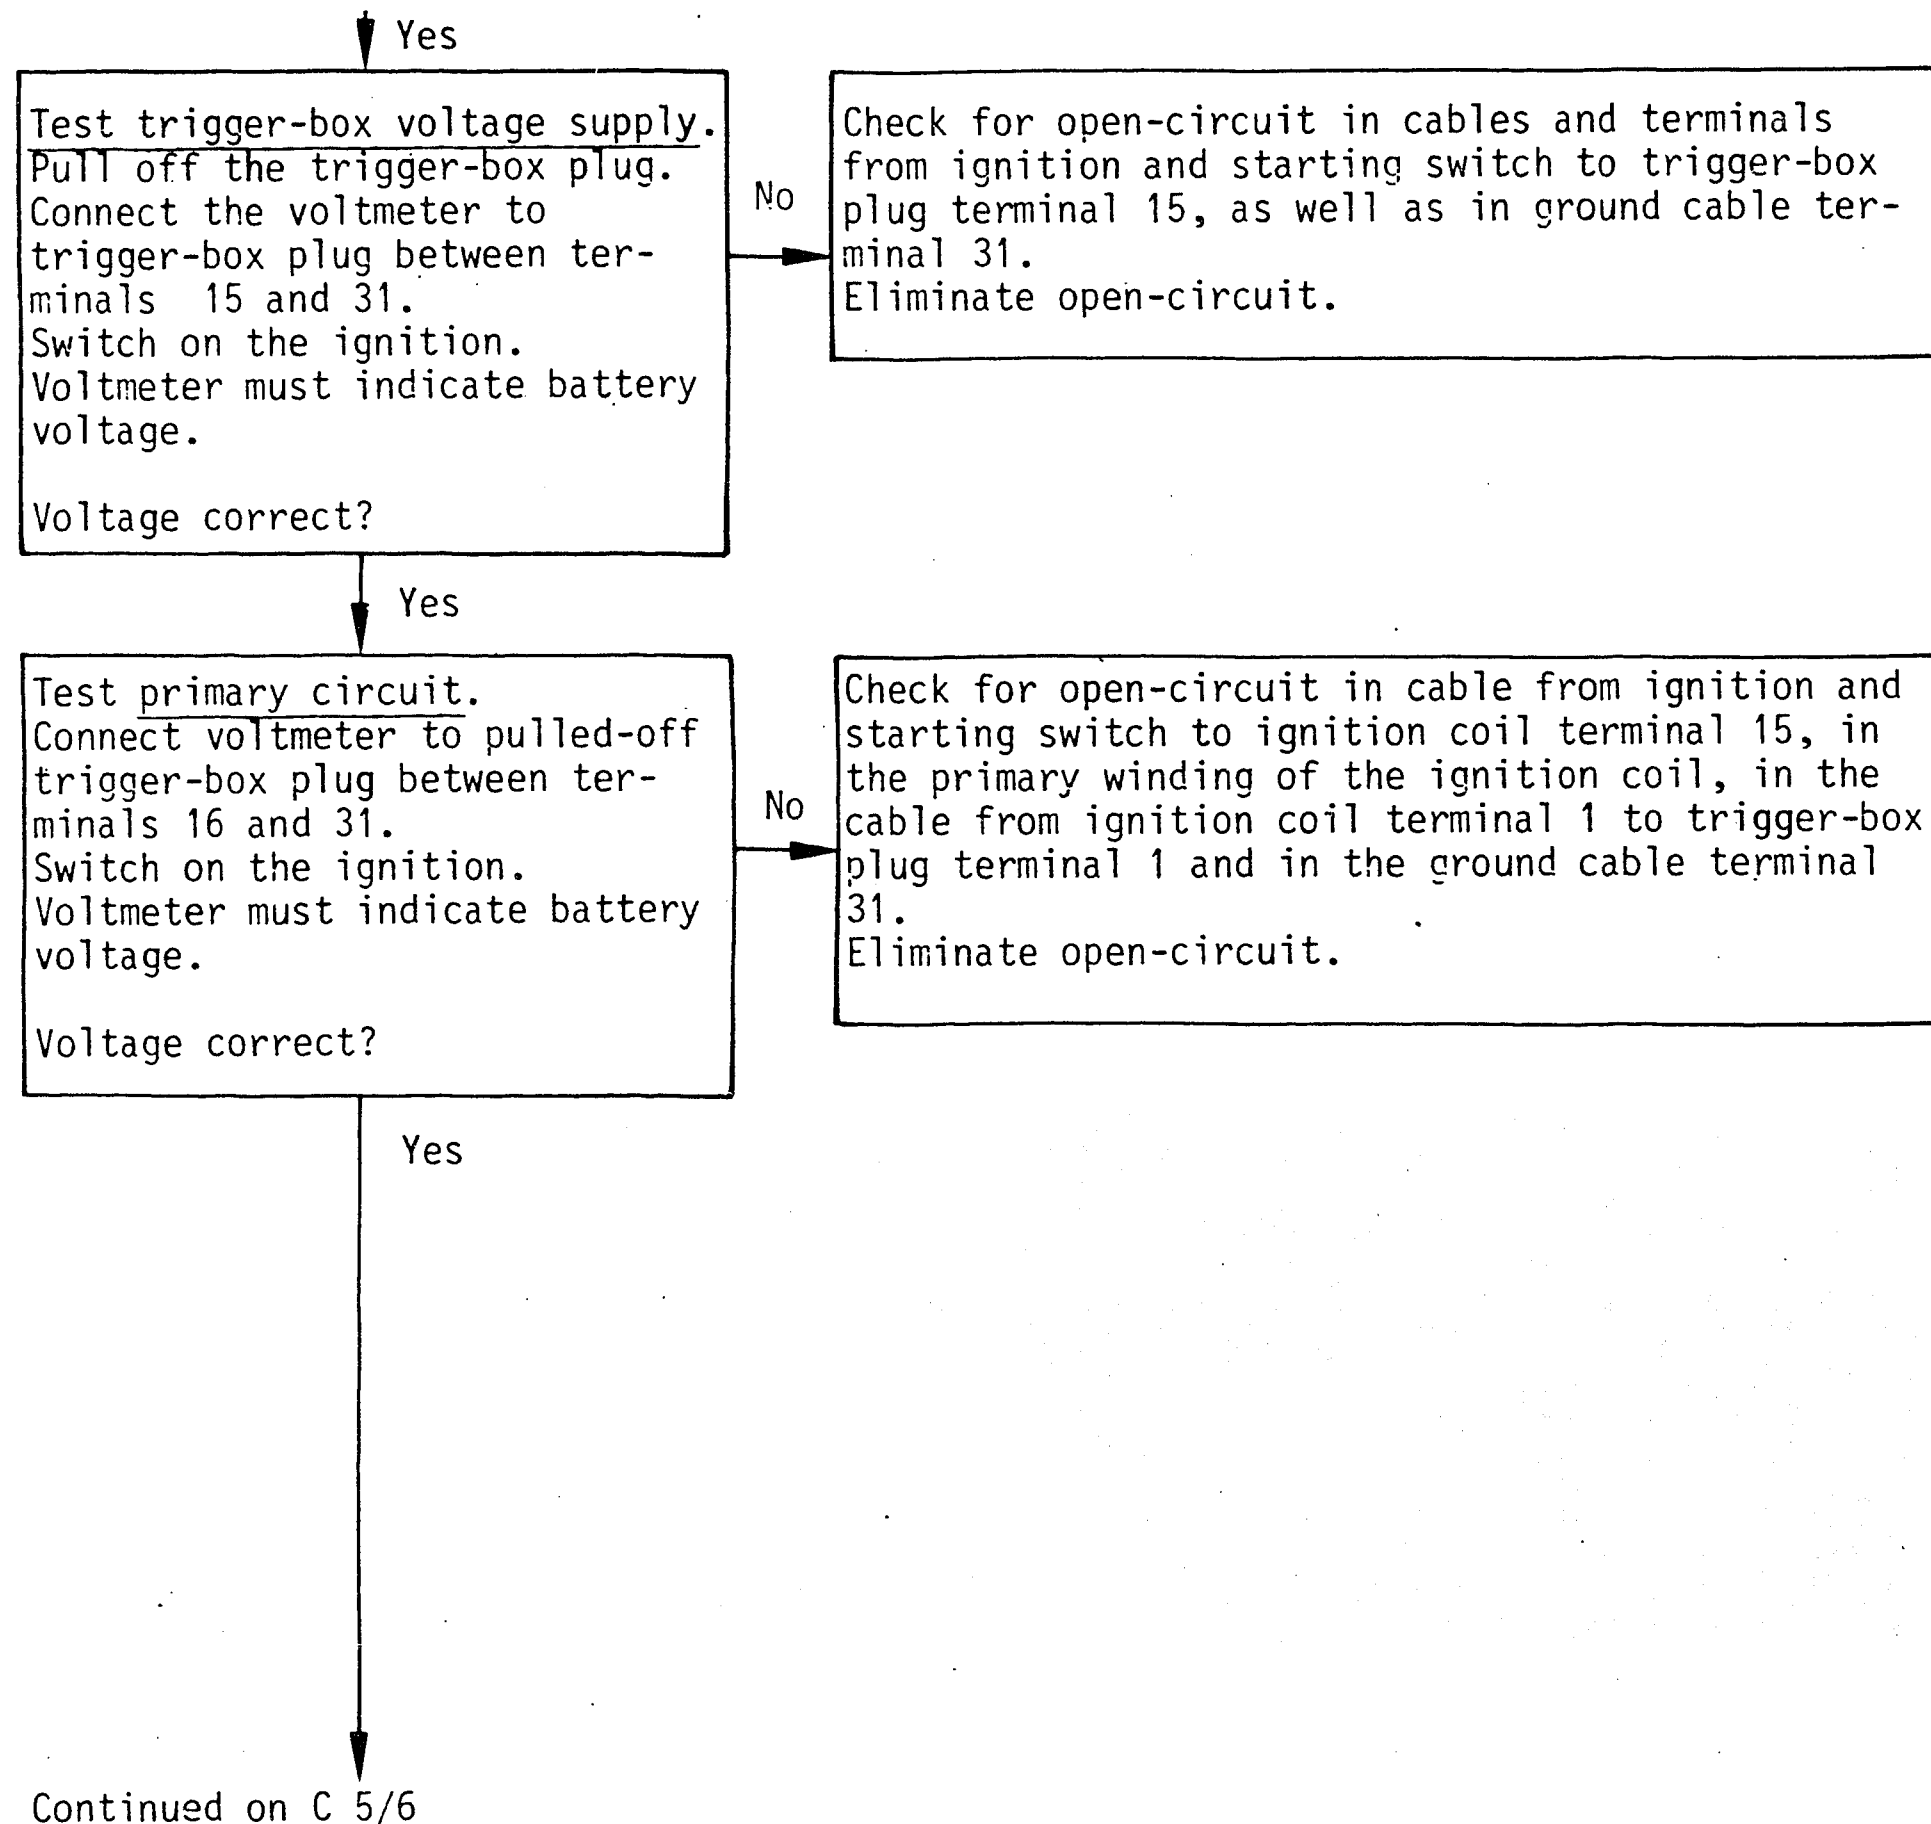 Yes
Test trigger-box voltage supply.
Pull off the trigger-box plug.
Connect the voltmeter to
trigger-box plug between ter-
minals 15 and 31.
Switch on the ignition.
Voltmeter must indicate battery
voltage.
Voltage correct?
No
Check for open-circuit in cables and terminals
from ignition and starting switch to trigger-box
plug terminal 15, as well as in ground cable ter-
minal 31.
Eliminate open-circuit.
Yes
Test primary circuit.
Connect voltmeter to pulled-off
trigger-box plug between ter-
minals 16 and 31.
Switch on the ignition.
Voltmeter must indicate battery
voltage.
Voltage correct?
No
Check for open-circuit in cable from ignition and
starting switch to ignition coil terminal 15, in
the primary winding of the ignition coil, in the
cable from ignition coil terminal 1 to trigger-box
plug terminal 1 and in the ground cable terminal
31.
Eliminate open-circuit.
Yes
Continued on C 5/6